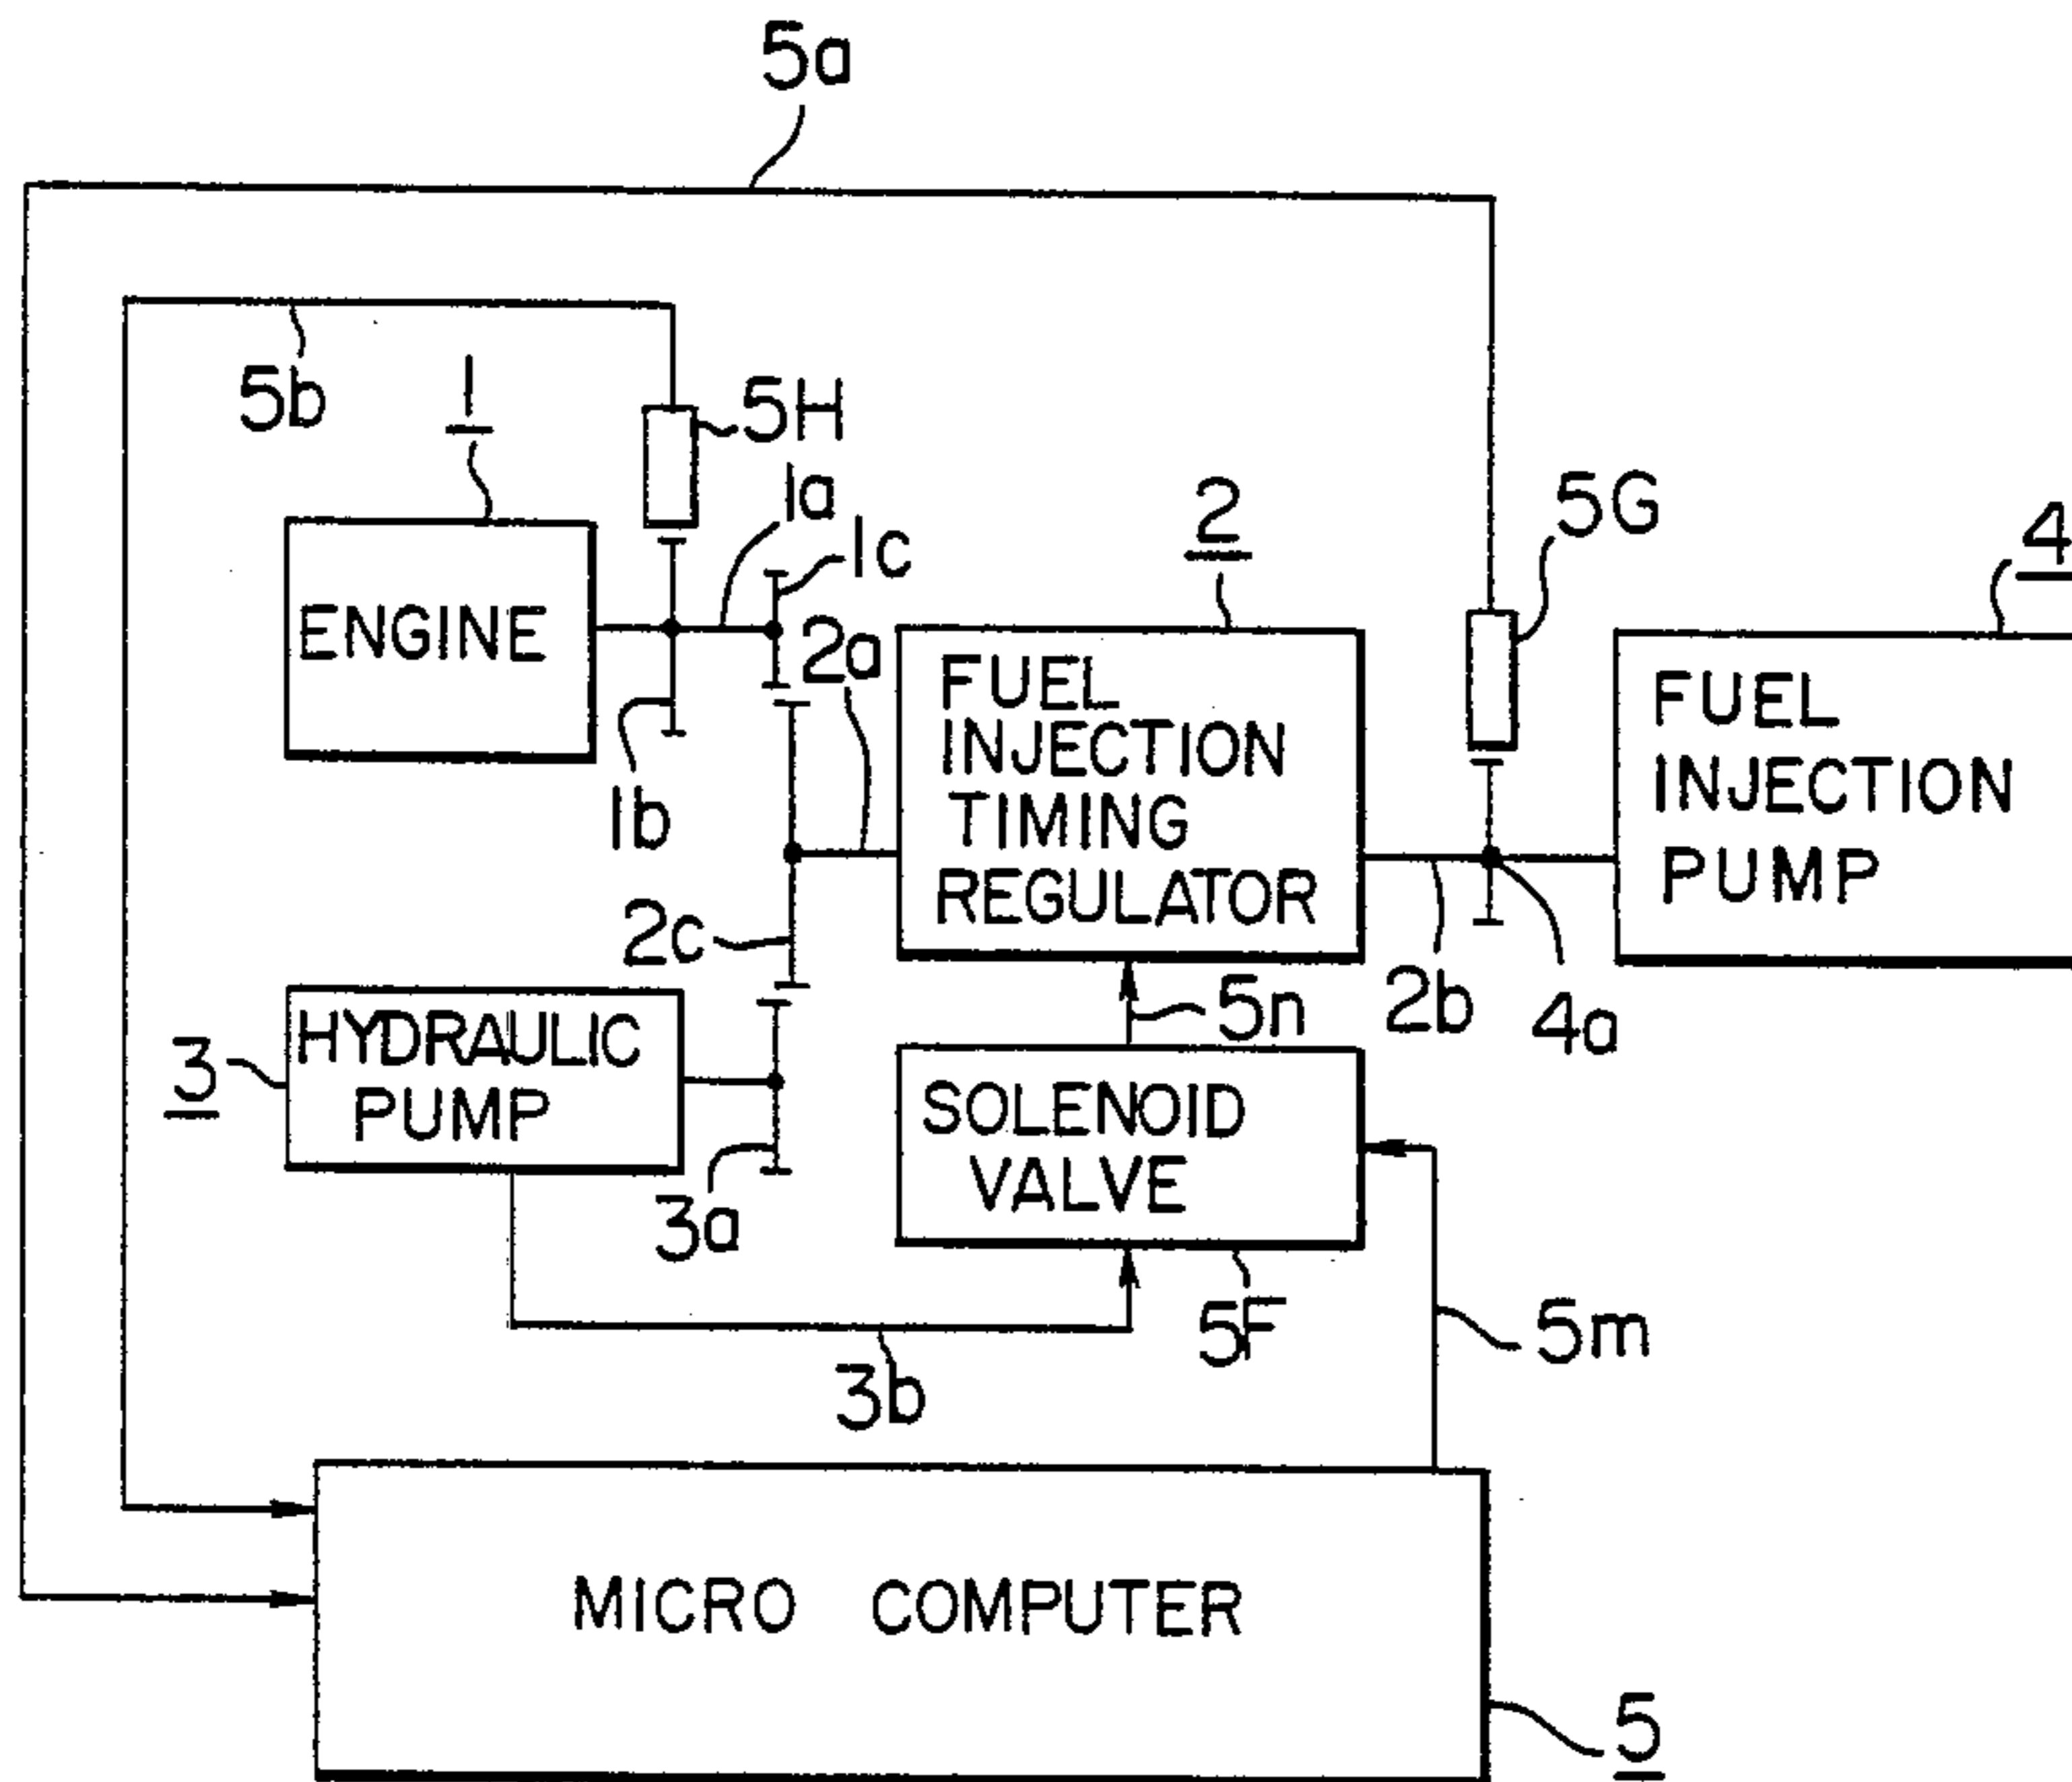 5a
5b
1
5H
1a
1c
2
5G
4
ENGINE
2a
FUEL
INJECTION
TIMING
REGULATOR
FUEL
INJECTION
PUMP
1b
2c
2b
4a
5n
3
HYDRAULIC
PUMP
SOLENOID
VALVE
3a
5F
5m
3b
MICRO COMPUTER
5